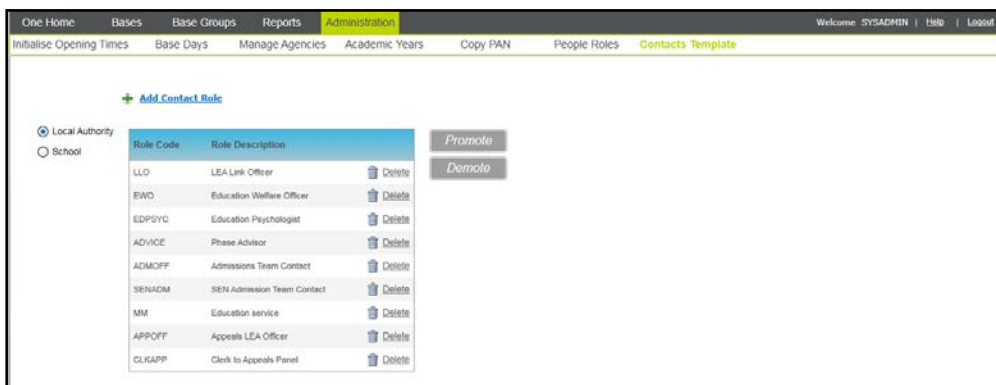 One Home Bases Base Groups Reports Administration Welcome SYSADMIN | Help | Logout
Initialise Opening Times Base Days Manage Agencies Academic Years Copy PAN People Roles Contacts Template
Add Contact Role
Local Authority
School
Role Code Role Description
LLO LEA Link Officer Delete
EWO Education Welfare Officer Delete
EDPSYC Education Psychologist Delete
ADVICE Phase Advisor Delete
ADMOFF Admissions Team Contact Delete
SENADM SEN Admission Team Contact Delete
MM Education service Delete
APPOFF Appeals LEA Officer Delete
CLKAPP Clerk to Appeals Panel Delete
Promote
Demote